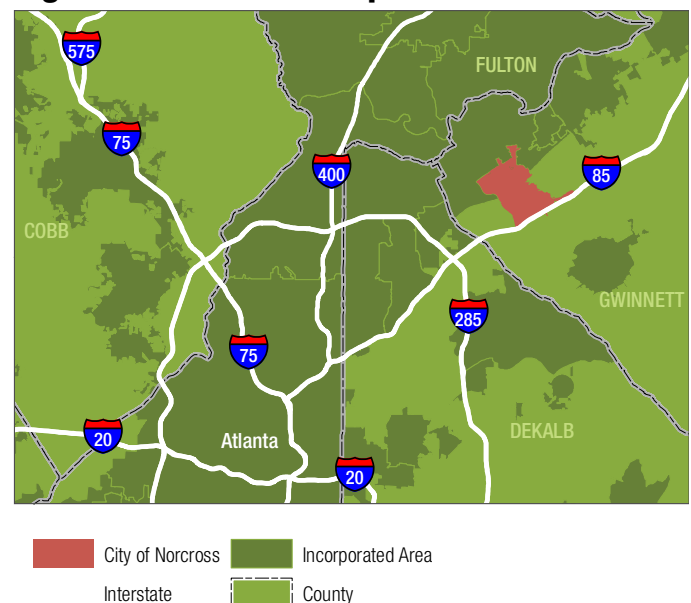 575
FULTON
75
400
85
COBB
GWINNETT
285
75
DEKALB
20
Atlanta
20
City of Norcross
Incorporated Area
Interstate
County